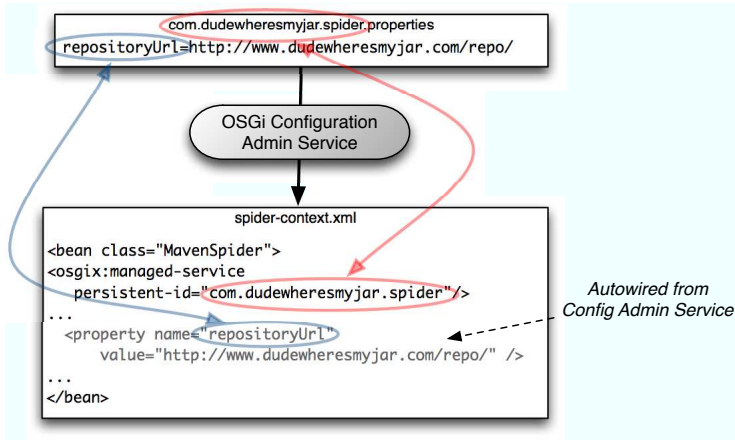 com.dudewheresmyjar.spider.properties
repositoryUrl=http://www.dudewheresmyjar.com/repo/
OSGi Configuration
Admin Service
spider-context.xml
<bean class="MavenSpider">
<osgix:managed-service
persistent-id="com.dudewheresmyjar.spider"/>
...
<property name="repositoryUrl"
value="http://www.dudewheresmyjar.com/repo/" />
...
</bean>
Autowired from
Config Admin Service